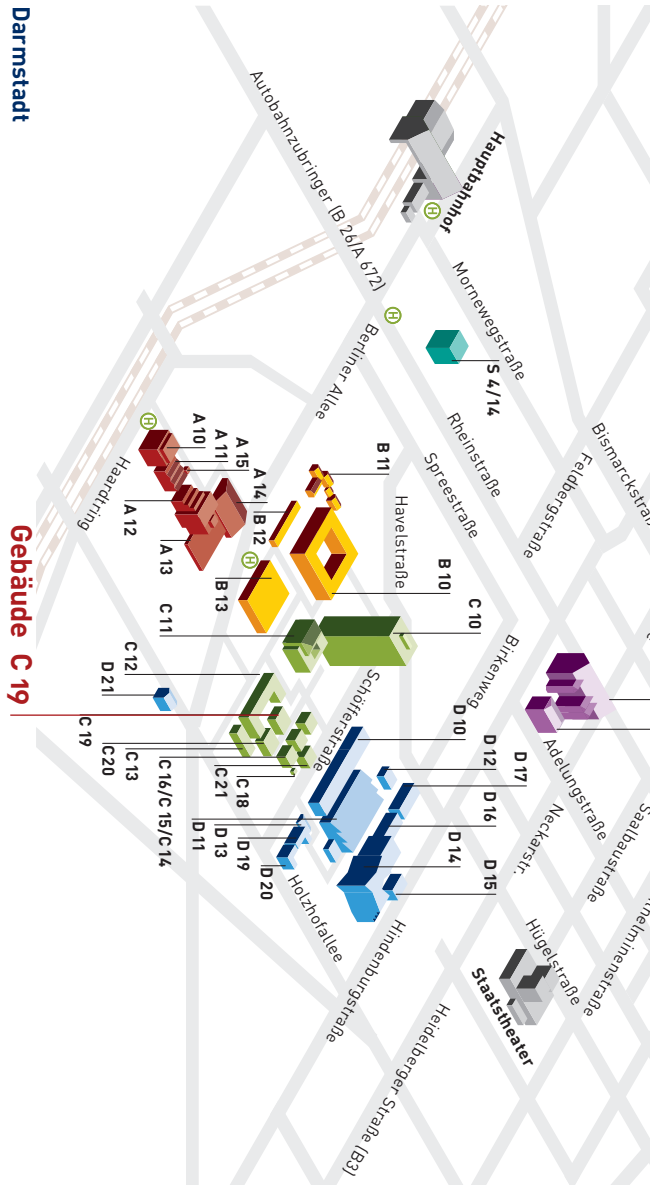 Darmstadt
Hauptbahnhof
H
Autobahnzubringer (B 26/A 672)
Mornewegstraße
H
Berliner Allee
S 4/14
Rheinstraße
Bismarckstraße
Feldbergstraße
Spreestraße
Havelstraße
H
Haardtring
A 10
A 11
A 15
A 14
A 12
A 13
B 11
B 12
H
B 13
B 10
C 11
C 10
Birkenweg
Schöfferstraße
C 12
D 21
Gebäude C 19
C 19
C 20
C 13
C 16/C 15/C 14
C 21
C 18
D 10
D 12
D 17
D 16
D 11
D 13
D 19
D 20
D 14
D 15
Adelungstraße
Neckarstr.
Saalbaustraße
Holzhofallee
Hindenburgstraße
Hügelstraße
Staatstheater
Heidelberger Straße (B3)